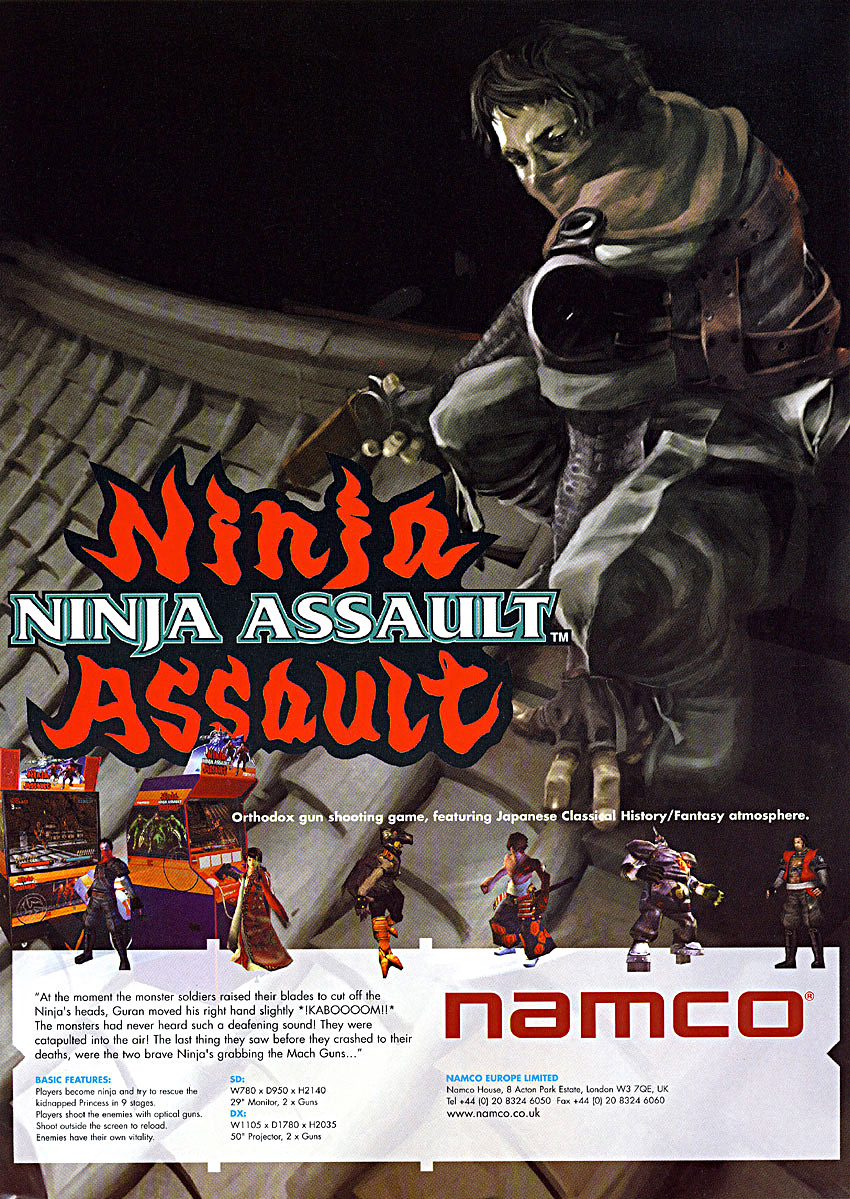 Ninja
NINJA ASSAULT™
Assault
Orthodox gun shooting game, featuring Japanese Classical History/Fantasy atmosphere.
"At the moment the monster soldiers raised their blades to cut off the
Ninja's heads, Guran moved his right hand slightly *!KABOOOOM!!*
The monsters had never heard such a deafening sound! They were
catapulted into the air! The last thing they saw before they crashed to their
deaths, were the two brave Ninja's grabbing the Mach Guns..."
BASIC FEATURES:
Players become ninja and try to rescue the
kidnapped Princess in 9 stages.
Players shoot the enemies with optical guns.
Shoot outside the screen to reload.
Enemies have their own vitality.
SD:
W780 x D950 x H2140
29" Monitor, 2 x Guns
DX:
W1105 x D1780 x H2035
50" Projector, 2 x Guns
namco®
NAMCO EUROPE LIMITED
Namco House, 8 Acton Park Estate, London W3 7QE, UK
Tel +44 (0) 20 8324 6050 Fax +44 (0) 20 8324 6060
www.namco.co.uk